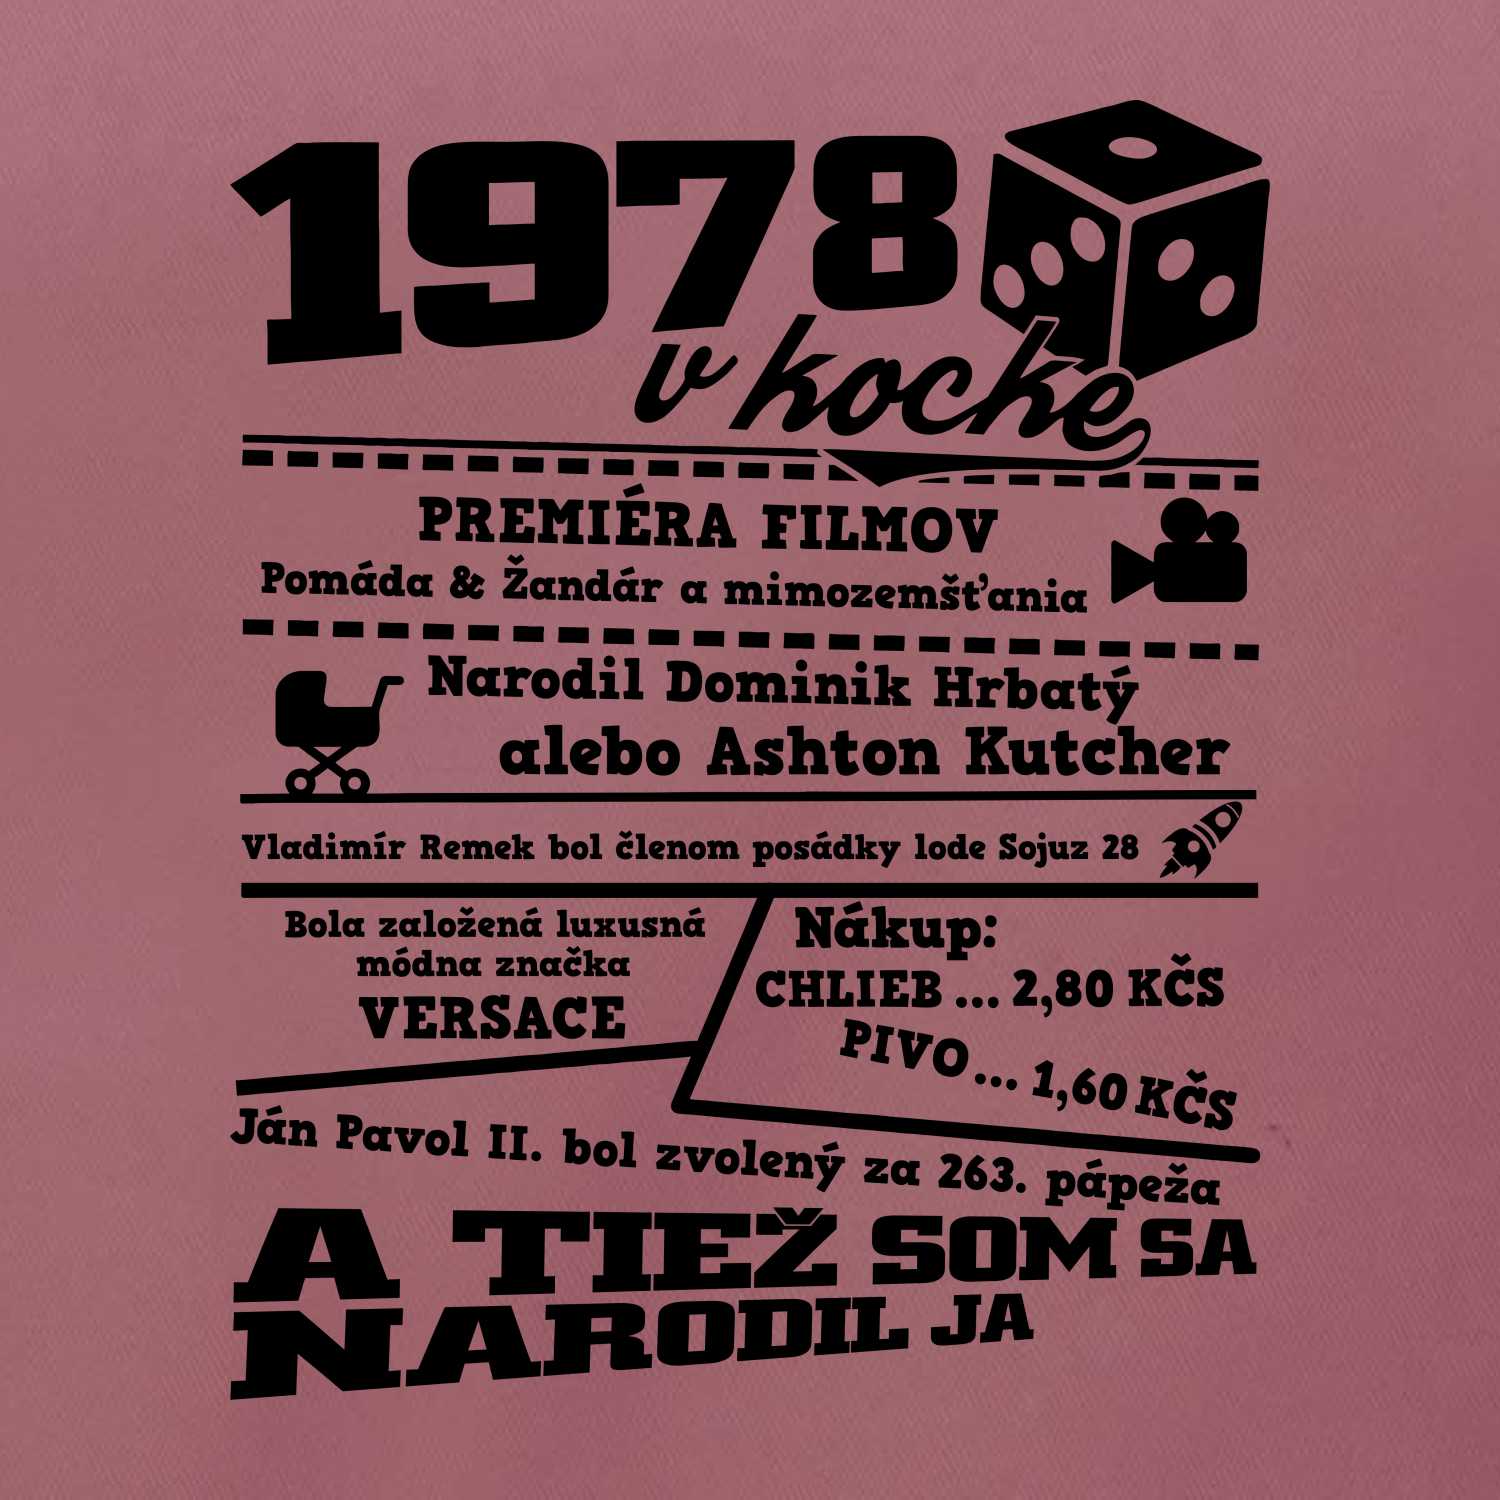 1978
v kocke
PREMIÉRA FILMOV
Pomáda & Žandár a mimozemšťania
Narodil Dominik Hrbatý
alebo Ashton Kutcher
Vladimír Remek bol členom posádky lode Sojuz 28
Bola založená luxusná
módna značka
VERSACE
Nákup:
CHLIEB ... 2,80 KČS
PIVO ... 1,60 KČS
Ján Pavol II. bol zvolený za 263. pápeža
A TIEŽ SOM SA
NARODIL JA